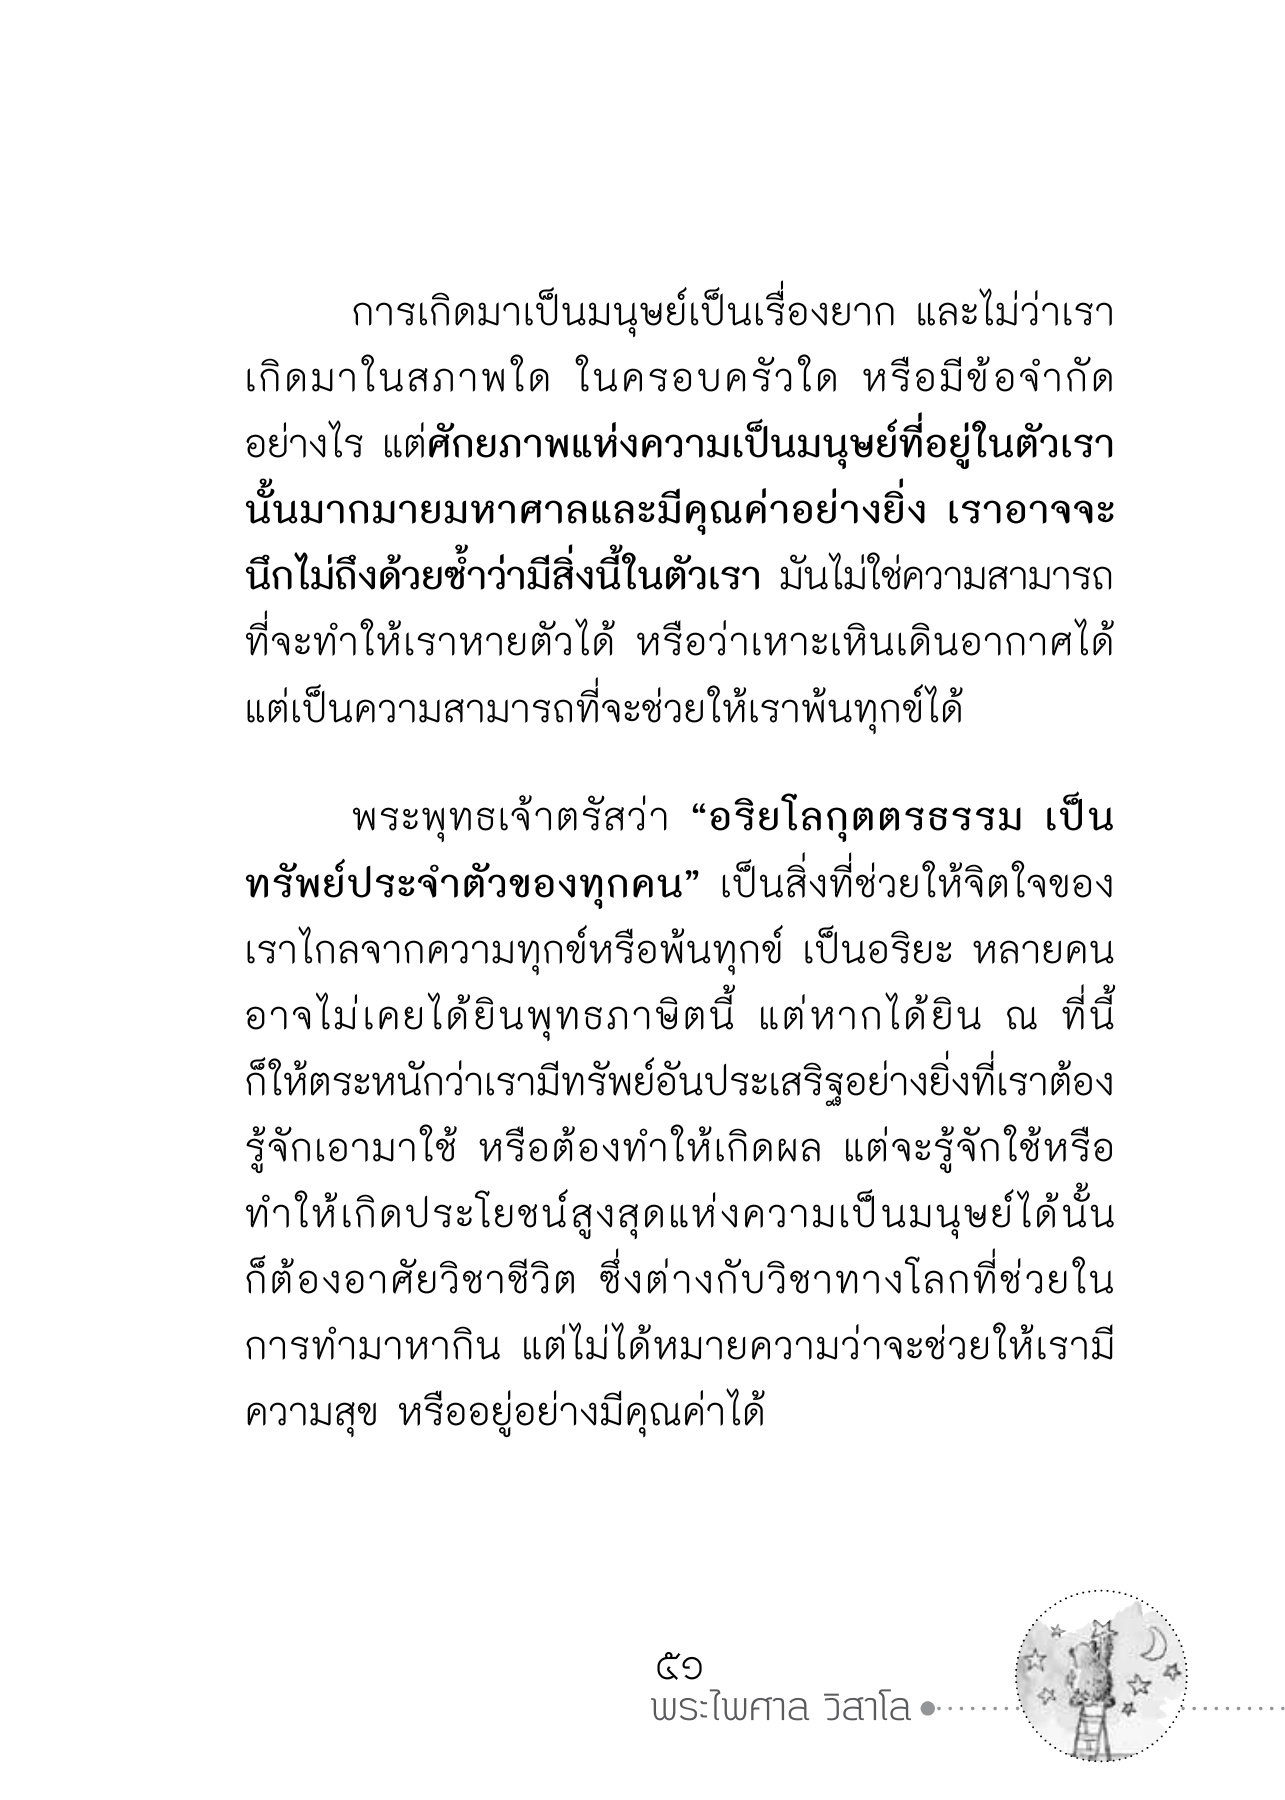 การเกิดมาเป็นมนุษย์เป็นเรื่องยาก และไม่ว่าเรา
เกิดมาในสภาพใด ในครอบครัวใด หรือมีข้อจำกัด
อย่างไร แต่ศักยภาพแห่งความเป็นมนุษย์ที่อยู่ในตัวเรา
นั้นมากมายมหาศาลและมีคุณค่าอย่างยิ่ง เราอาจจะ
นึกไม่ถึงด้วยซ้ำว่ามีสิ่งนี้ในตัวเรา มันไม่ใช่ความสามารถ
ที่จะทำให้เราหายตัวได้ หรือว่าเหาะเหินเดินอากาศได้
แต่เป็นความสามารถที่จะช่วยให้เราพ้นทุกข์ได้
พระพุทธเจ้าตรัสว่า “อริยโลกุตตรธรรม เป็น
ทรัพย์ประจำตัวของทุกคน” เป็นสิ่งที่ช่วยให้จิตใจของ
เราไกลจากความทุกข์หรือพ้นทุกข์ เป็นอริยะ หลายคน
อาจไม่เคยได้ยินพุทธภาษิตนี้ แต่หากได้ยิน ณ ที่นี้
ก็ให้ตระหนักว่าเรามีทรัพย์อันประเสริฐอย่างยิ่งที่เราต้อง
รู้จักเอามาใช้ หรือต้องทำให้เกิดผล แต่จะรู้จักใช้หรือ
ทำให้เกิดประโยชน์สูงสุดแห่งความเป็นมนุษย์ได้นั้น
ก็ต้องอาศัยวิชาชีวิต ซึ่งต่างกับวิชาทางโลกที่ช่วยใน
การทำมาหากิน แต่ไม่ได้หมายความว่าจะช่วยให้เรามี
ความสุข หรืออยู่อย่างมีคุณค่าได้
๕๑
พระไพศาล วิสาโล